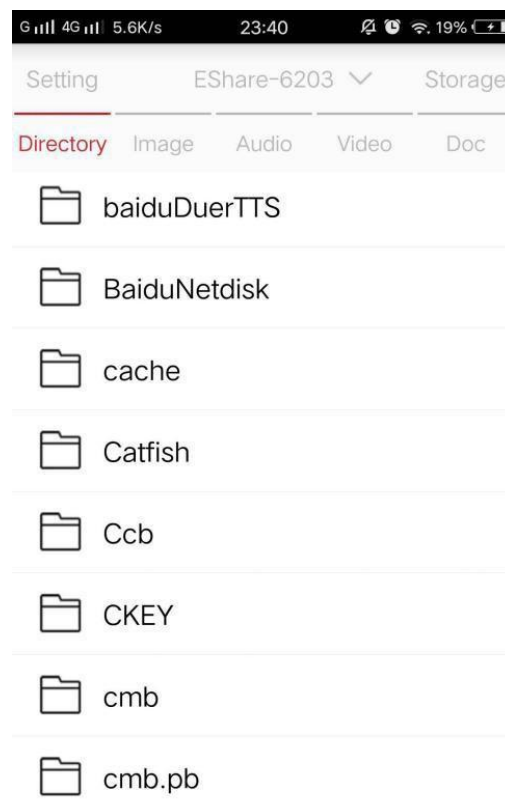 G 4G 5.6K/s 23:40 19%
Setting EShare-6203 Storage
Directory Image Audio Video Doc
baiduDuerTTS
BaiduNetdisk
cache
Catfish
Ccb
CKEY
cmb
cmb.pb